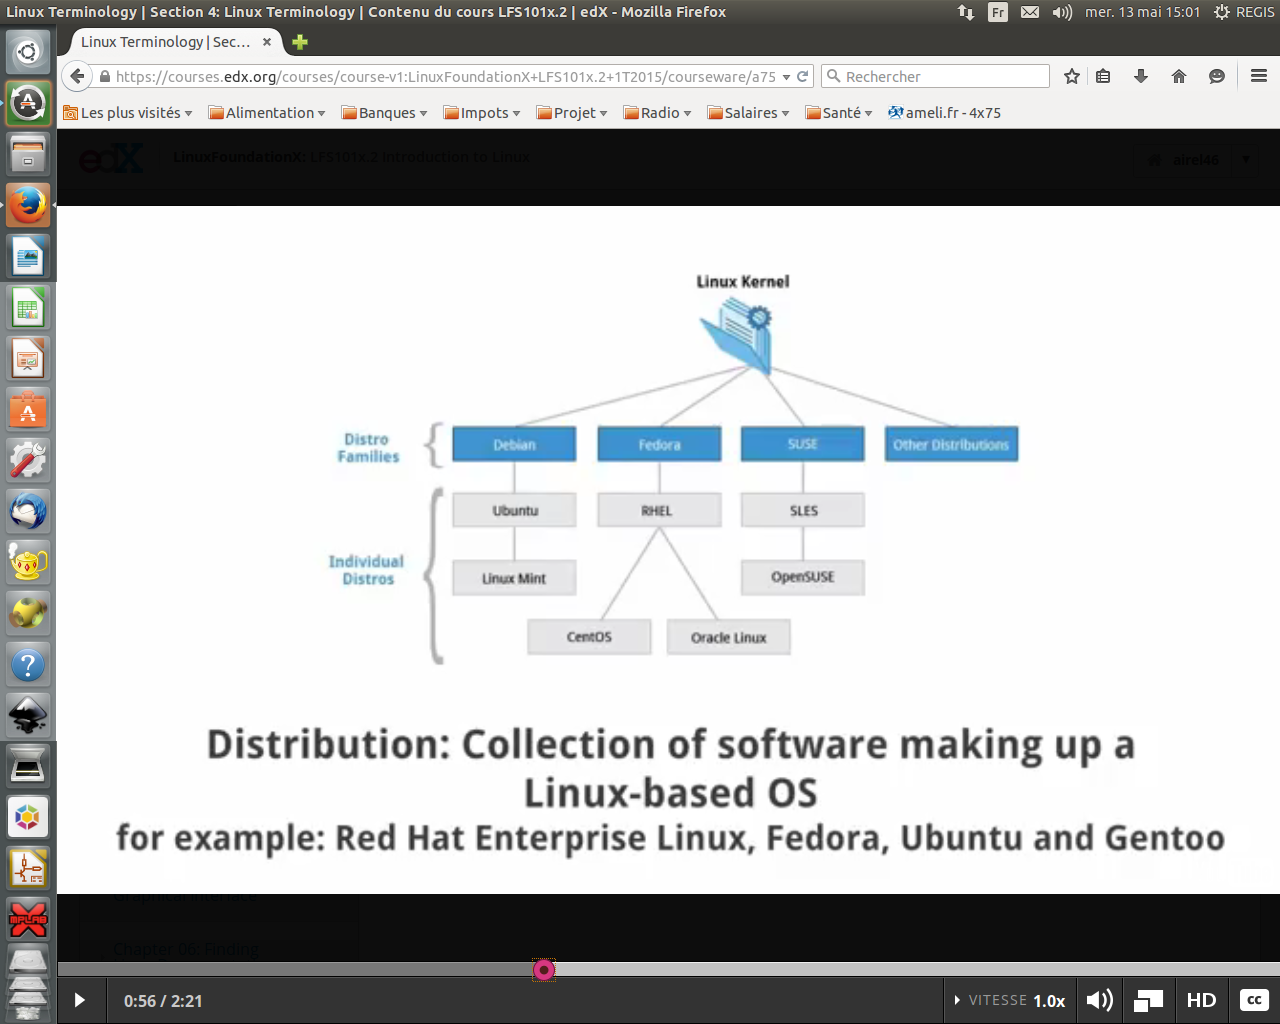 Linux Terminology | Section 4: Linux Terminology | Contenu du cours LFS101x.2 | edX - Mozilla Firefox
Fr
mer. 13 mai 15:01
REGIS
Linux Terminology | Sec...
https://courses.edx.org/courses/course-v1:LinuxFoundationX+LFS101x.2+1T2015/courseware/a75
Rechercher
Les plus visités
Alimentation
Banques
Impots
Projet
Radio
Salaires
Santé
ameli.fr - 4x75
edX
LinuxFoundationX: LFS101x.2 Introduction to Linux
airel46
Linux Kernel
Distro
Families
Debian
Fedora
SUSE
Other Distributions
Ubuntu
RHEL
SLES
Individual
Distros
Linux Mint
OpenSUSE
CentOS
Oracle Linux
Distribution: Collection of software making up a
Linux-based OS
for example: Red Hat Enterprise Linux, Fedora, Ubuntu and Gentoo
Graphical Interface
Chapter 06: Finding
MPLAB
0:56 / 2:21
VITESSE 1.0x
HD
cc